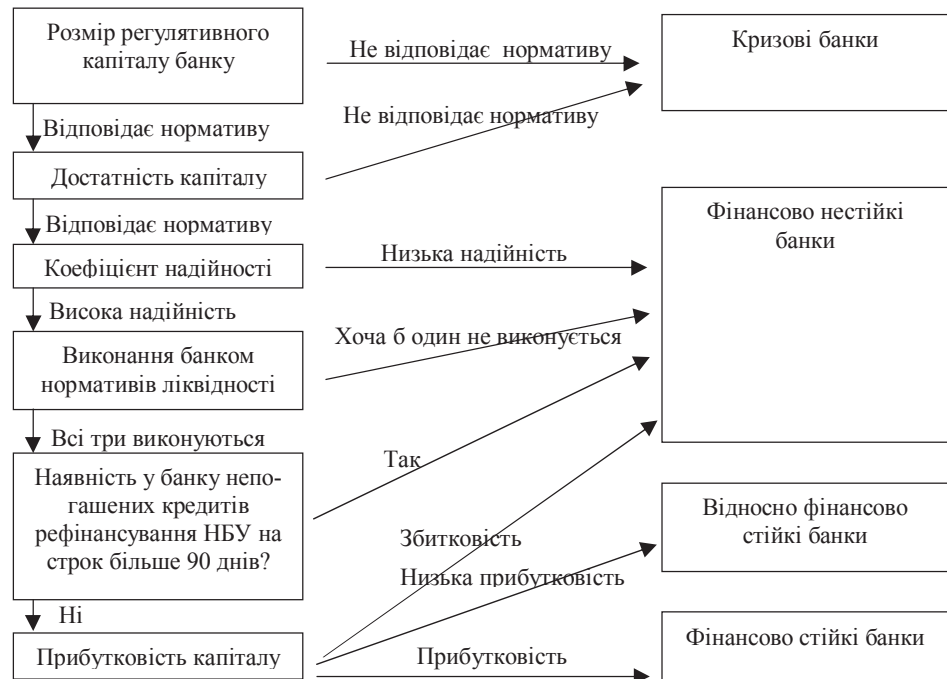 Розмір регулятивного
капіталу банку
Не відповідає нормативу
Кризові банки
Відповідає нормативу
Не відповідає нормативу
Достатність капіталу
Відповідає нормативу
Фінансово нестійкі
банки
Коефіцієнт надійності
Низька надійність
Висока надійність
Виконання банком
нормативів ліквідності
Хоча б один не виконується
Всі три виконуються
Наявність у банку непо-
гашених кредитів
рефінансування НБУ на
строк більше 90 днів?
Так
Відносно фінансово
стійкі банки
Збитковість
Низька прибутковість
Ні
Прибутковість капіталу
Прибутковість
Фінансово стійкі банки